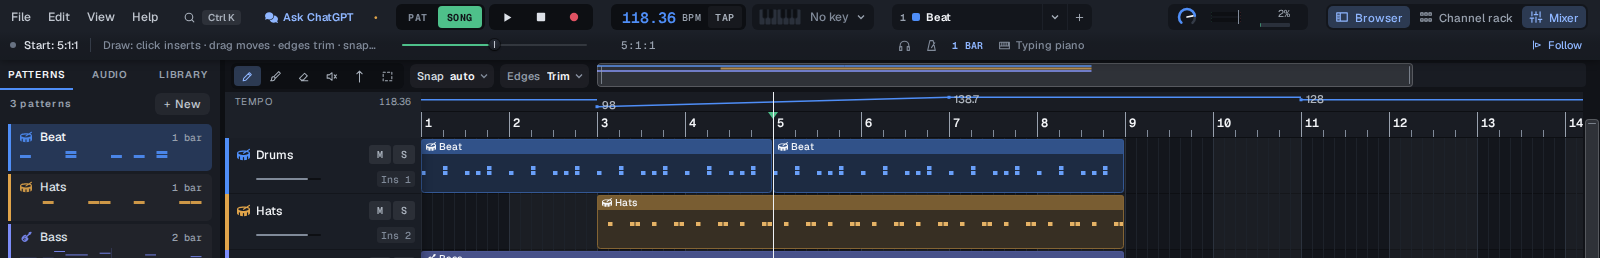 File Edit View Help Ctrl K Ask ChatGPT PAT SONG 118.36 BPM TAP No key 1 Beat + 2% Browser Channel rack Mixer
Start: 5:1:1 Draw: click inserts · drag moves · edges trim · snap… 5:1:1 1 BAR Typing piano Follow
PATTERNS AUDIO LIBRARY Snap auto Edges Trim
3 patterns + New TEMPO 118.36 98 138.7 128
1 2 3 4 5 6 7 8 9 10 11 12 13 14
Beat 1 bar Drums M S Beat Beat
Ins 1
Hats 1 bar Hats M S Hats
Ins 2
Bass 2 bar